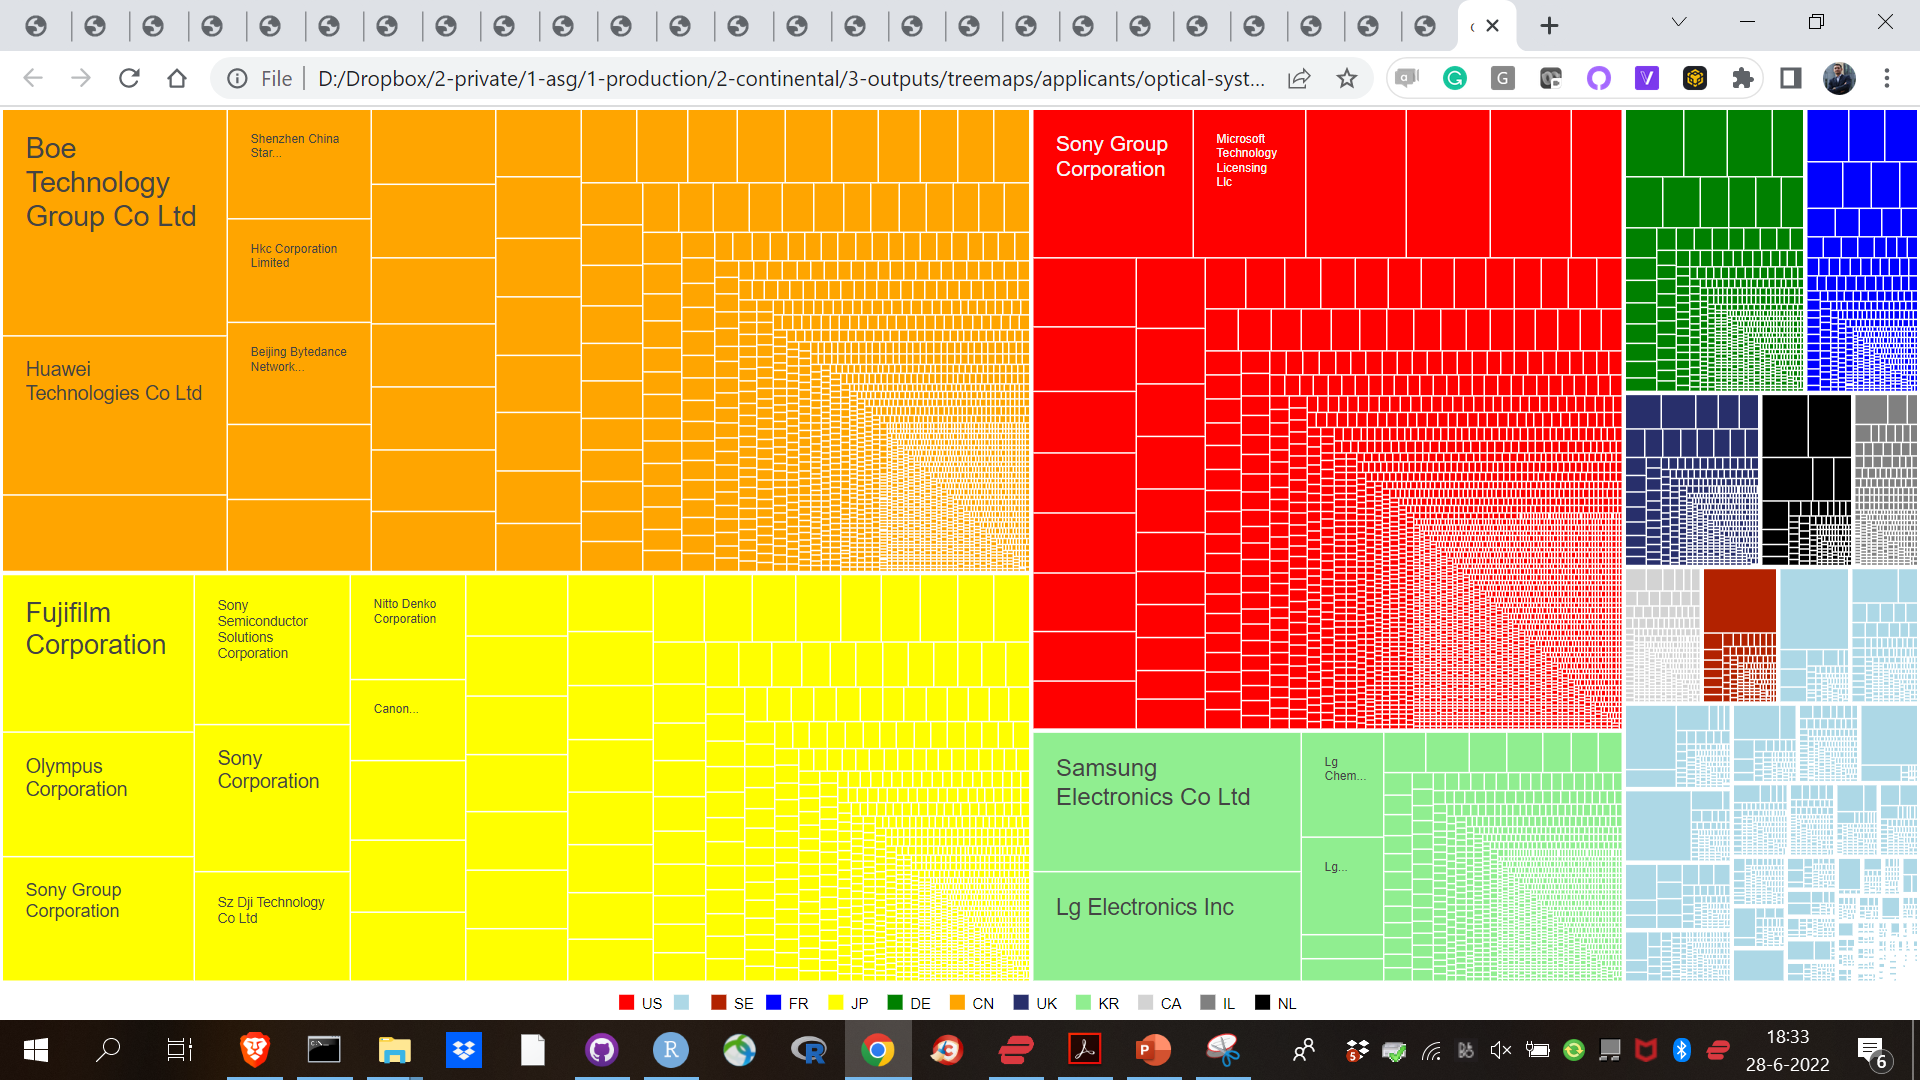 File
D:/Dropbox/2-private/1-asg/1-production/2-continental/3-outputs/treemaps/applicants/optical-syst...
Boe
Technology
Group Co Ltd
Shenzhen China
Star...
Hkc Corporation
Limited
Huawei
Technologies Co Ltd
Beijing Bytedance
Network...
Sony Group
Corporation
Microsoft
Technology
Licensing
Llc
Fujifilm
Corporation
Sony
Semiconductor
Solutions
Corporation
Nitto Denko
Corporation
Canon...
Olympus
Corporation
Sony
Corporation
Sony Group
Corporation
Sz Dji Technology
Co Ltd
Samsung
Electronics Co Ltd
Lg
Chem...
Lg...
Lg Electronics Inc
US SE FR JP DE CN UK KR CA IL NL
18:33
28-6-2022
6
5